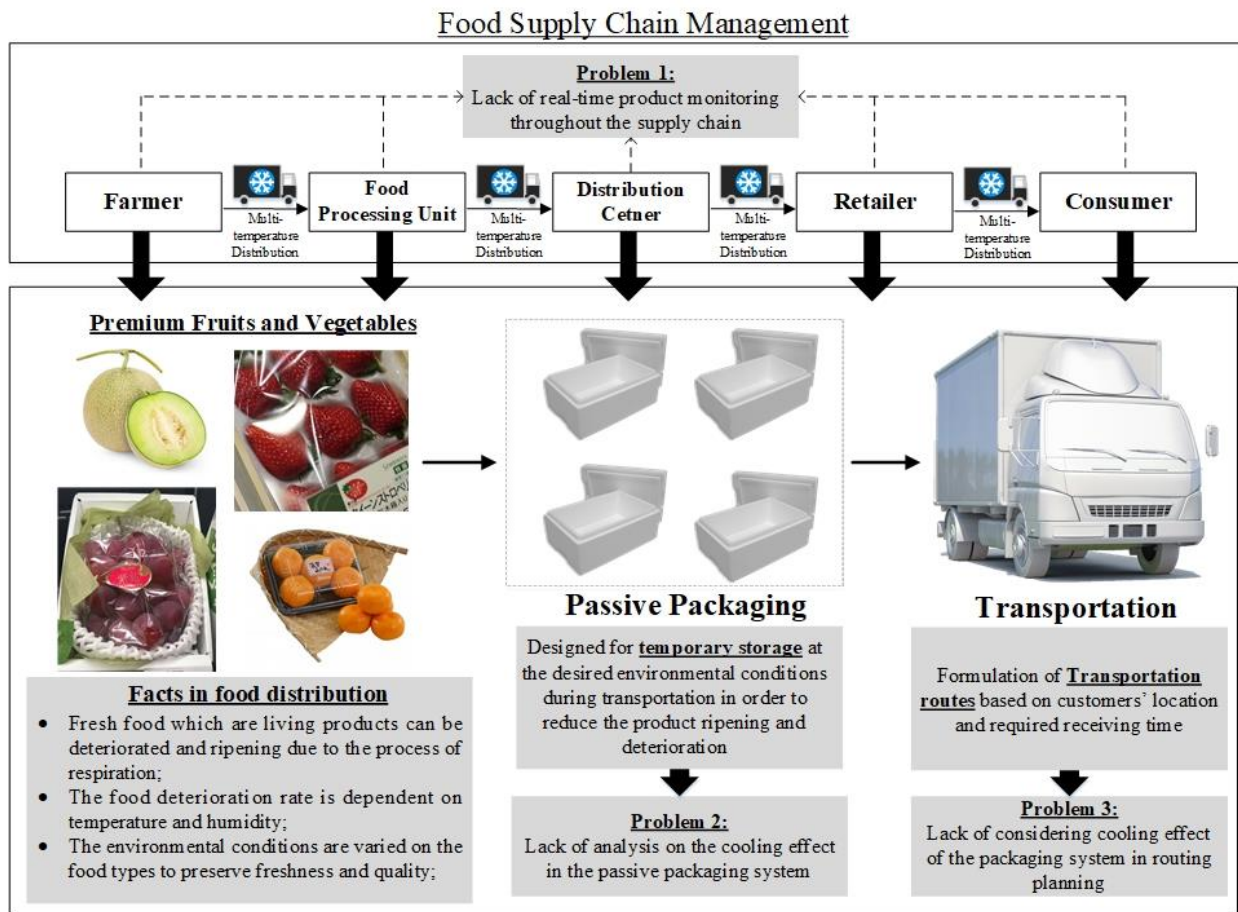 Food Supply Chain Management
Problem 1:
Lack of real-time product monitoring
throughout the supply chain
Farmer
Multi-
temperature
Distribution
Food
Processing Unit
Multi-
temperature
Distribution
Distribution
Cetner
Multi-
temperature
Distribution
Retailer
Multi-
temperature
Distribution
Consumer
Premium Fruits and Vegetables
Facts in food distribution
• Fresh food which are living products can be
deteriorated and ripening due to the process of
respiration;
• The food deterioration rate is dependent on
temperature and humidity;
• The environmental conditions are varied on the
food types to preserve freshness and quality;
Passive Packaging
Designed for temporary storage at
the desired environmental conditions
during transportation in order to
reduce the product ripening and
deterioration
Problem 2:
Lack of analysis on the cooling effect
in the passive packaging system
Transportation
Formulation of Transportation
routes based on customers’ location
and required receiving time
Problem 3:
Lack of considering cooling effect
of the packaging system in routing
planning